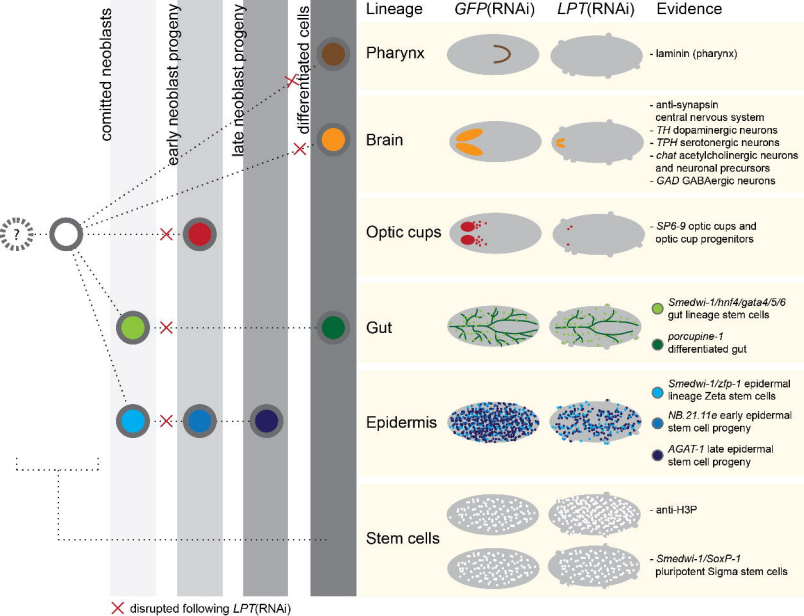 comitted neoblasts
early neoblast progeny
late neoblast progeny
differentiated cells
Lineage GFP(RNAi) LPT(RNAi) Evidence
Pharynx
- laminin (pharynx)
Brain
- anti-synapsin
central nervous system
- TH dopaminergic neurons
- TPH serotonergic neurons
- chat acetylcholinergic neurons
and neuronal precursors
- GAD GABAergic neurons
?
Optic cups
- SP6-9 optic cups and
optic cup progenitors
Gut
Smedwi-1/hnf4/gata4/5/6
gut lineage stem cells
porcupine-1
differentiated gut
Epidermis
Smedwi-1/zfp-1 epidermal
lineage Zeta stem cells
NB.21.11e early epidermal
stem cell progeny
AGAT-1 late epidermal
stem cell progeny
Stem cells
- anti-H3P
- Smedwi-1/SoxP-1
pluripotent Sigma stem cells
disrupted following LPT(RNAi)